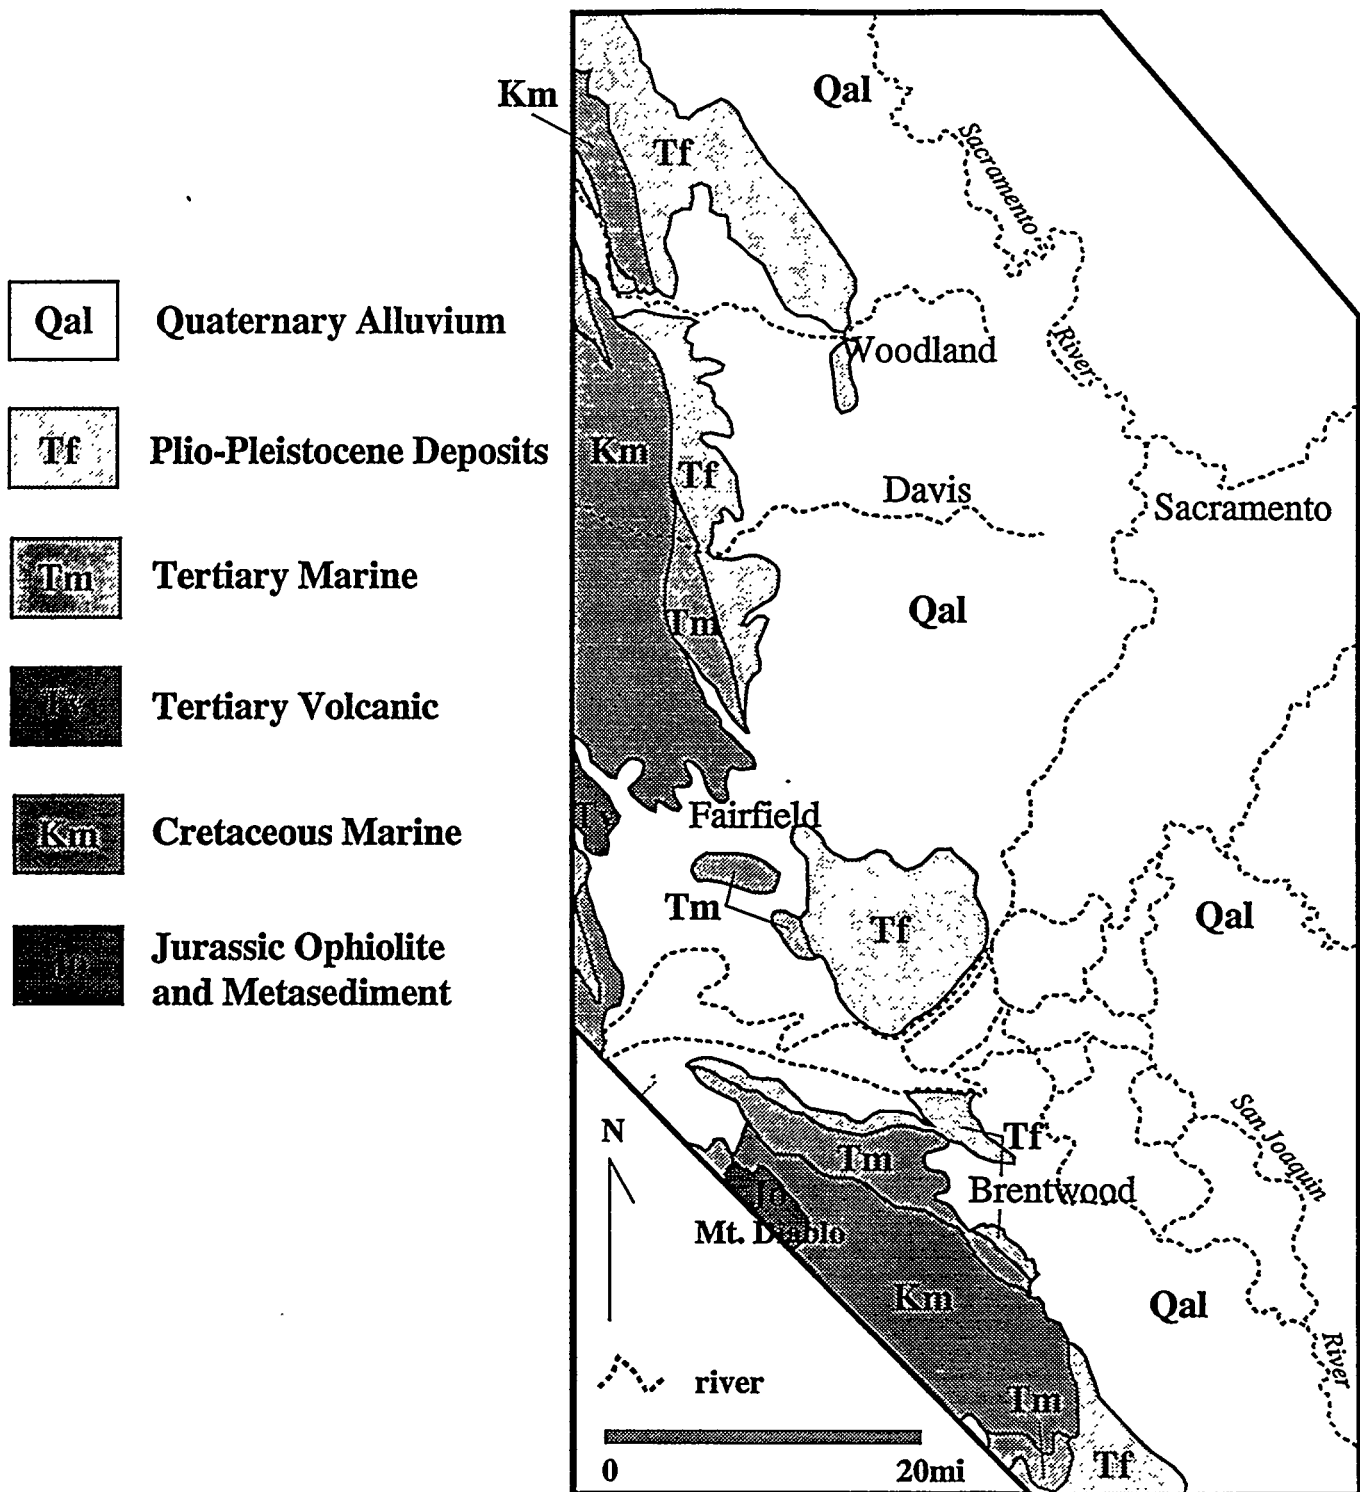 Km
Qal
Tf
Sacramento
River
Qal Quaternary Alluvium
Woodland
Tf Plio-Pleistocene Deposits
Km
Tf
Davis
Sacramento
Tm Tertiary Marine
Qal
Tm
Tv Tertiary Volcanic
Tv
Fairfield
Km Cretaceous Marine
Tm
Tf
Qal
Jo Jurassic Ophiolite
and Metasediment
San Joaquin
River
N
Tf
Tm
Jo
Brentwood
Mt. Diablo
Km
Qal
river
Tm
0 20mi
Tf